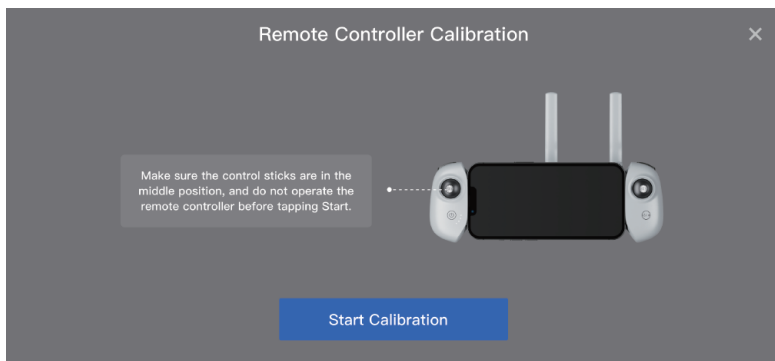 Remote Controller Calibration
Make sure the control sticks are in the
middle position, and do not operate the
remote controller before tapping Start.
Start Calibration